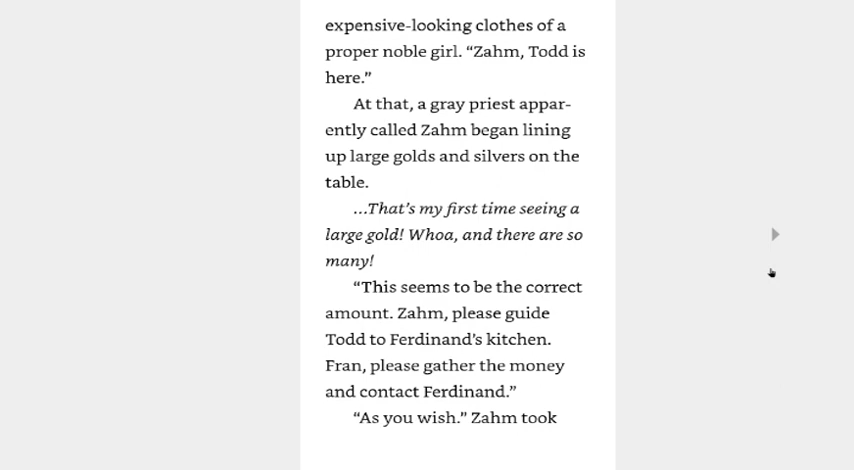 expensive-looking clothes of a
proper noble girl. “Zahm, Todd is
here.”
At that, a gray priest appar-
ently called Zahm began lining
up large golds and silvers on the
table.
…That’s my first time seeing a
large gold! Whoa, and there are so
many!
“This seems to be the correct
amount. Zahm, please guide
Todd to Ferdinand’s kitchen.
Fran, please gather the money
and contact Ferdinand.”
“As you wish.” Zahm took